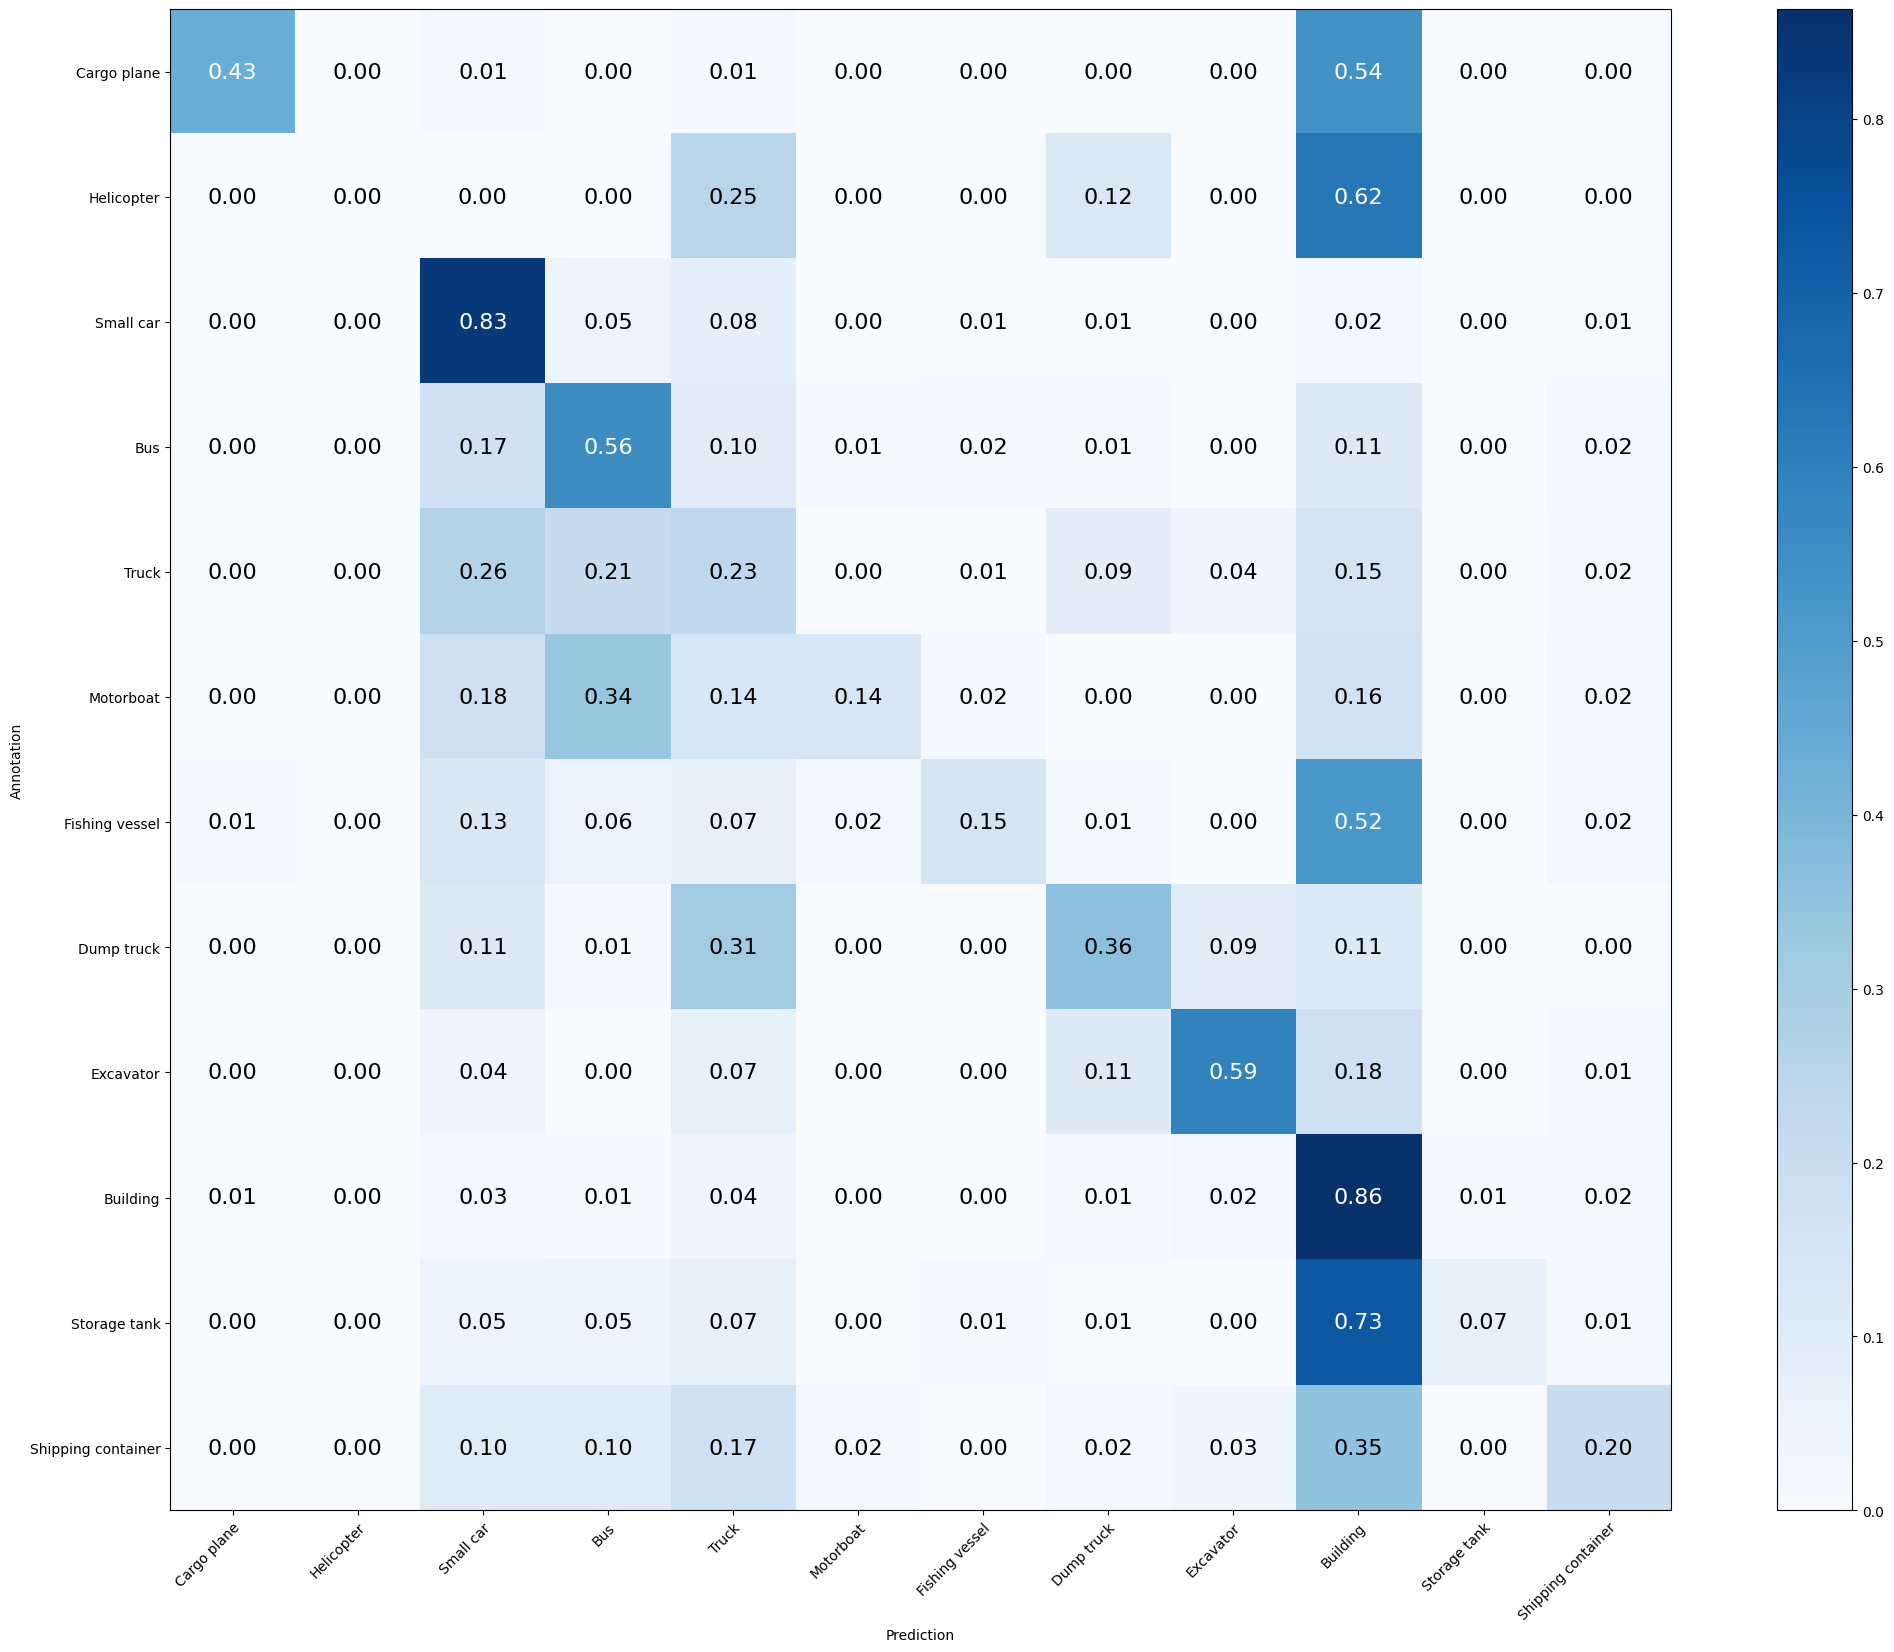 Cargo plane 0.43 0.00 0.01 0.00 0.01 0.00 0.00 0.00 0.00 0.54 0.00 0.00
Helicopter 0.00 0.00 0.00 0.00 0.25 0.00 0.00 0.12 0.00 0.62 0.00 0.00
Small car 0.00 0.00 0.83 0.05 0.08 0.00 0.01 0.01 0.00 0.02 0.00 0.01
Bus 0.00 0.00 0.17 0.56 0.10 0.01 0.02 0.01 0.00 0.11 0.00 0.02
Truck 0.00 0.00 0.26 0.21 0.23 0.00 0.01 0.09 0.04 0.15 0.00 0.02
Motorboat 0.00 0.00 0.18 0.34 0.14 0.14 0.02 0.00 0.00 0.16 0.00 0.02
Fishing vessel 0.01 0.00 0.13 0.06 0.07 0.02 0.15 0.01 0.00 0.52 0.00 0.02
Dump truck 0.00 0.00 0.11 0.01 0.31 0.00 0.00 0.36 0.09 0.11 0.00 0.00
Excavator 0.00 0.00 0.04 0.00 0.07 0.00 0.00 0.11 0.59 0.18 0.00 0.01
Building 0.01 0.00 0.03 0.01 0.04 0.00 0.00 0.01 0.02 0.86 0.01 0.02
Storage tank 0.00 0.00 0.05 0.05 0.07 0.00 0.01 0.01 0.00 0.73 0.07 0.01
Shipping container 0.00 0.00 0.10 0.10 0.17 0.02 0.00 0.02 0.03 0.35 0.00 0.20
Annotation
Cargo plane
Helicopter
Small car
Bus
Truck
Motorboat
Fishing vessel
Dump truck
Excavator
Building
Storage tank
Shipping container
Prediction
0.8
0.7
0.6
0.5
0.4
0.3
0.2
0.1
0.0